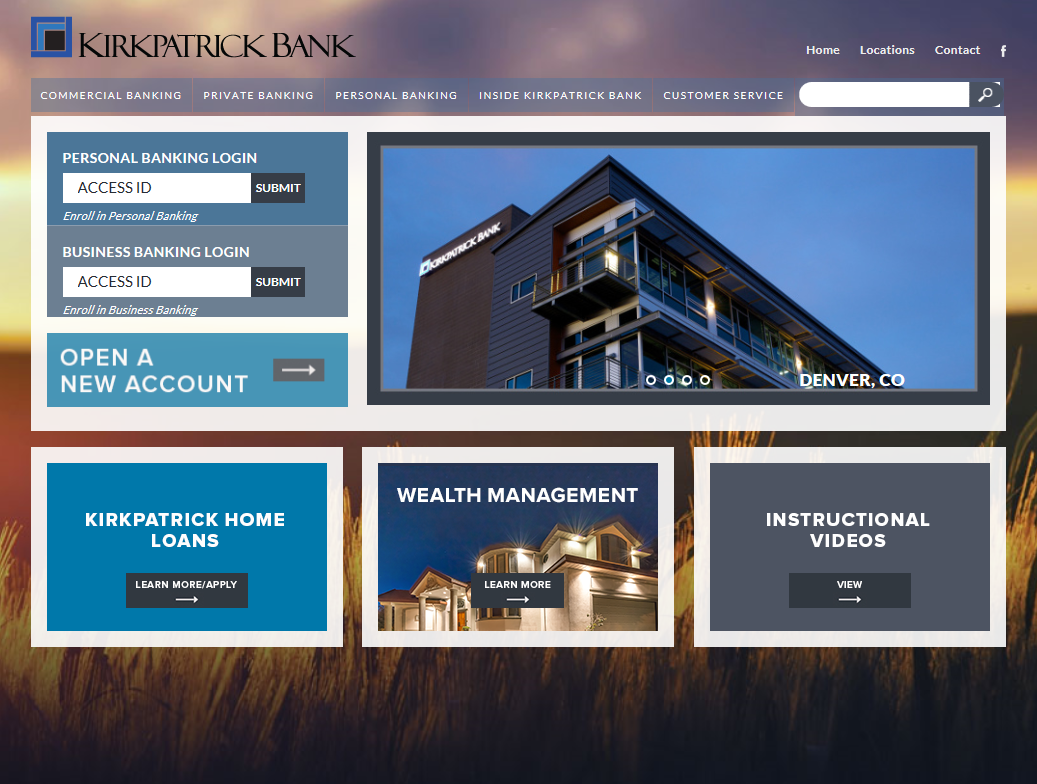 KIRKPATRICK BANK
Home Locations Contact f
COMMERCIAL BANKING PRIVATE BANKING PERSONAL BANKING INSIDE KIRKPATRICK BANK CUSTOMER SERVICE
PERSONAL BANKING LOGIN
ACCESS ID SUBMIT
Enroll in Personal Banking
BUSINESS BANKING LOGIN
ACCESS ID SUBMIT
Enroll in Business Banking
OPEN A
NEW ACCOUNT
KIRKPATRICK BANK
DENVER, CO
KIRKPATRICK HOME
LOANS
LEARN MORE/APPLY
WEALTH MANAGEMENT
LEARN MORE
INSTRUCTIONAL
VIDEOS
VIEW